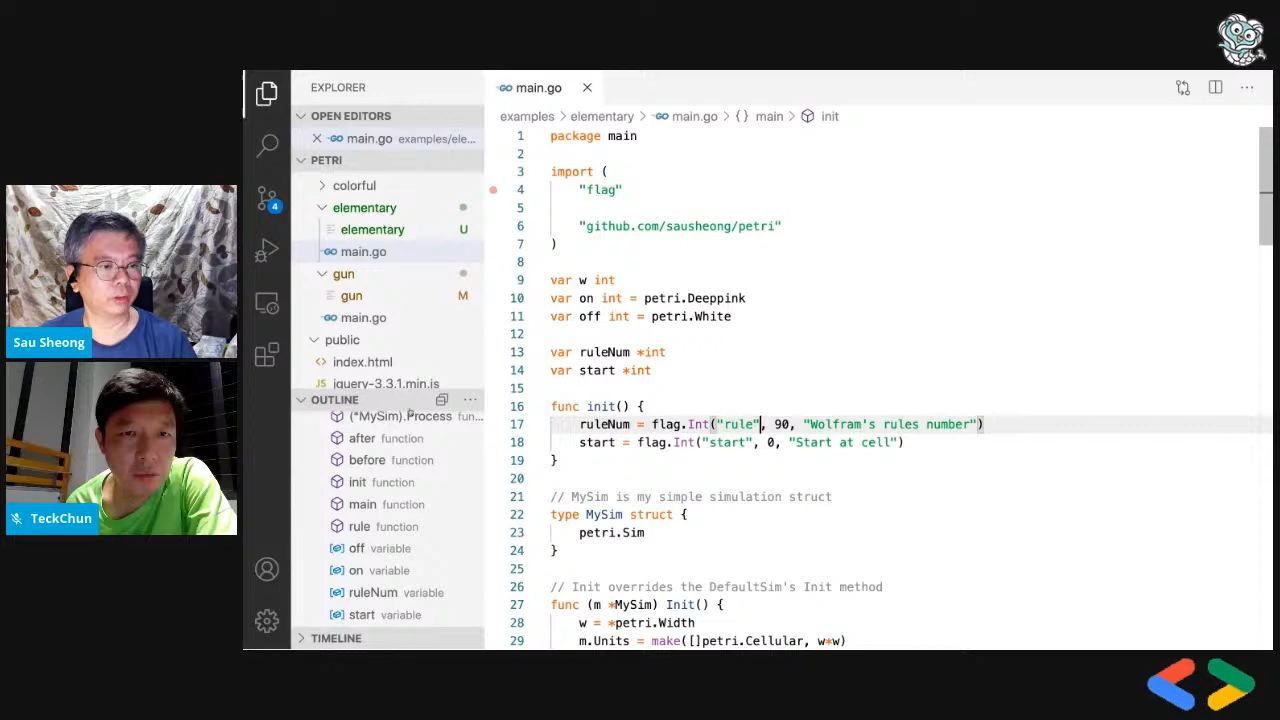 Sau Sheong
TeckChun
EXPLORER
OPEN EDITORS
main.go examples/ele...
PETRI
colorful
elementary
elementary U
main.go
gun
gun M
main.go
public
index.html
JS jquery-3.3.1.min.js
OUTLINE
(*MySim).Process func...
after function
before function
init function
main function
rule function
off variable
on variable
ruleNum variable
start variable
TIMELINE
4
main.go
examples > elementary > main.go > {} main > init
1 package main
2
3 import (
4 "flag"
5
6 "github.com/sausheong/petri"
7 )
8
9 var w int
10 var on int = petri.Deeppink
11 var off int = petri.White
12
13 var ruleNum *int
14 var start *int
15
16 func init() {
17 ruleNum = flag.Int("rule", 90, "Wolfram's rules number")
18 start = flag.Int("start", 0, "Start at cell")
19 }
20
21 // MySim is my simple simulation struct
22 type MySim struct {
23 petri.Sim
24 }
25
26 // Init overrides the DefaultSim's Init method
27 func (m *MySim) Init() {
28 w = *petri.Width
29 m.Units = make([]petri.Cellular, w*w)